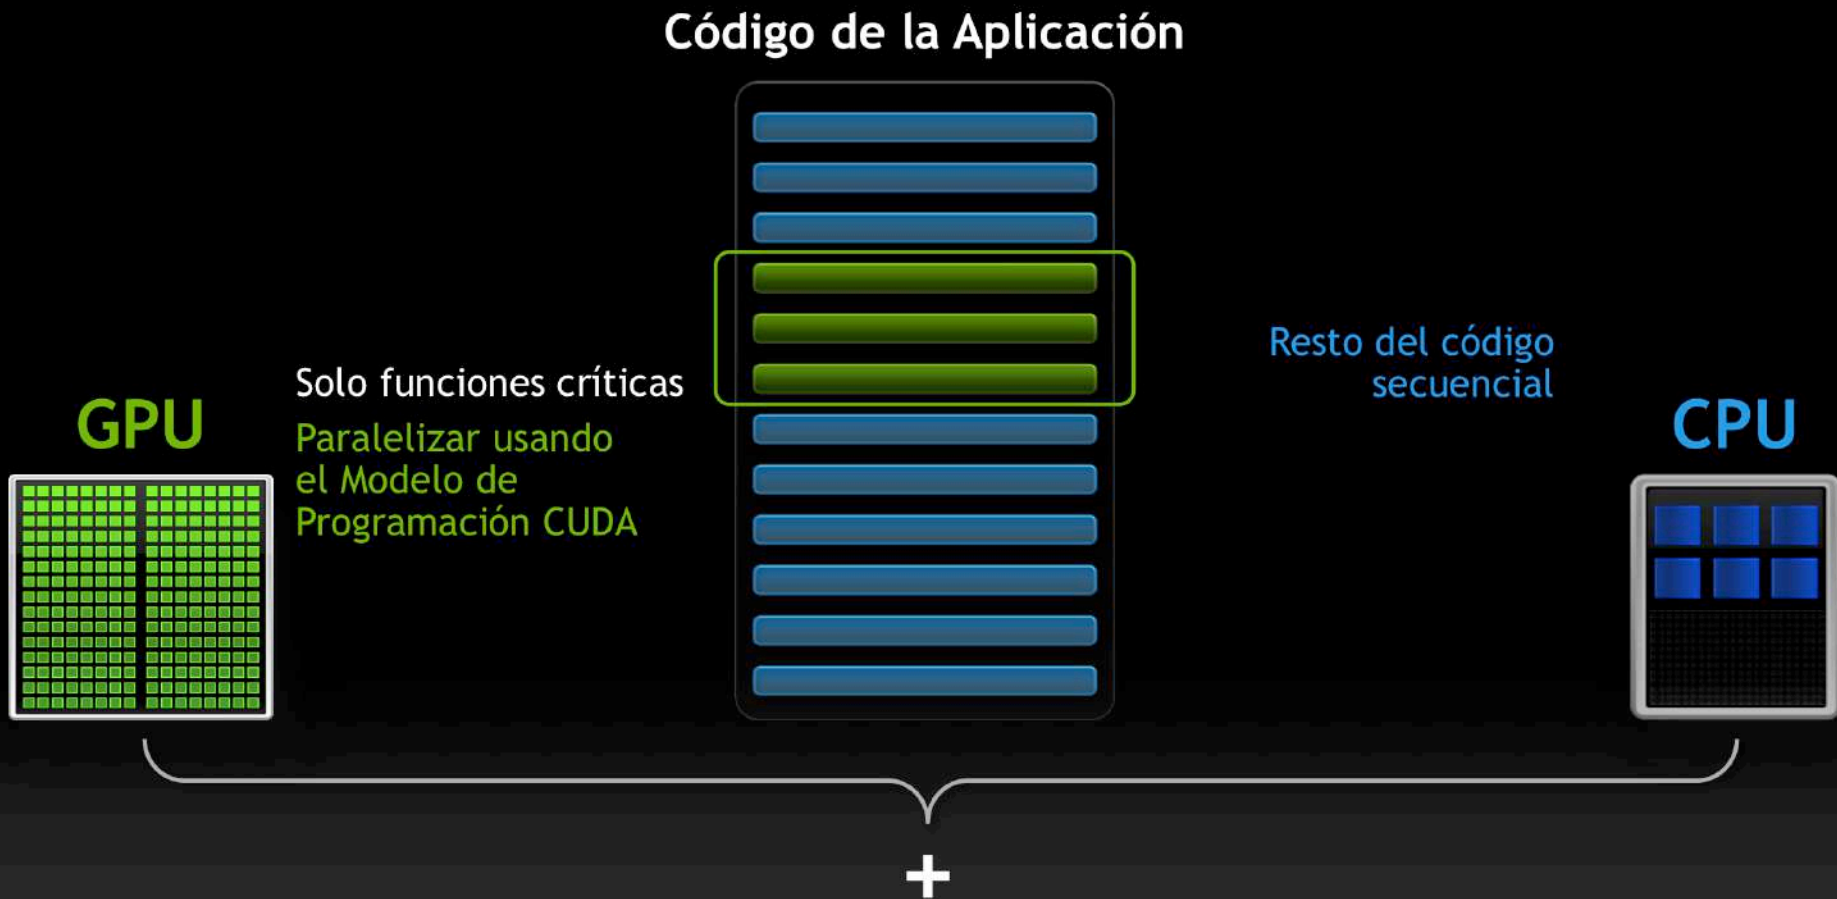 Código de la Aplicación
GPU
Solo funciones críticas
Paralelizar usando
el Modelo de
Programación CUDA
Resto del código
secuencial
CPU
+